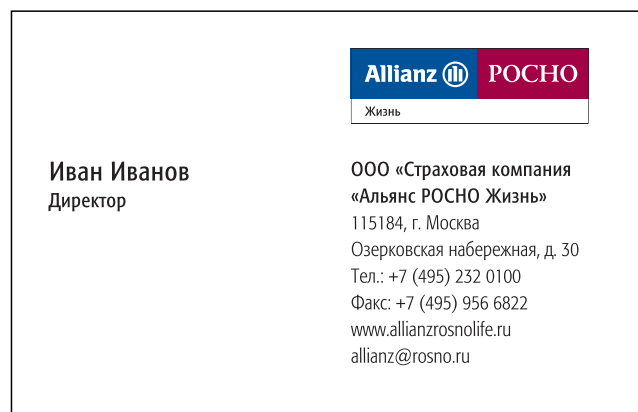 Allianz РОСНО
Жизнь
Иван Иванов
Директор
ООО «Страховая компания
«Альянс РОСНО Жизнь»
115184, г. Москва
Озерковская набережная, д. 30
Тел.: +7 (495) 232 0100
Факс: +7 (495) 956 6822
www.allianzrosnolife.ru
allianz@rosno.ru